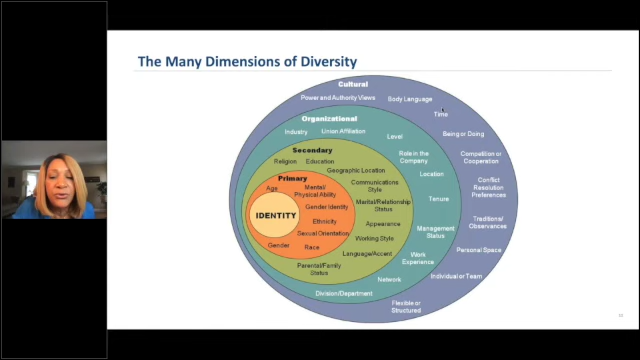 The Many Dimensions of Diversity
Cultural
Power and Authority Views
Body Language
Time
Being or Doing
Competition or
Cooperation
Conflict
Resolution
Preferences
Traditions/
Observances
Personal Space
Individual or Team
Flexible or
Structured
Organizational
Industry
Union Affiliation
Level
Role in the
Company
Location
Tenure
Management
Status
Work
Experience
Network
Division/Department
Secondary
Religion
Education
Geographic Location
Communications
Style
Marital/Relationship
Status
Appearance
Working Style
Language/Accent
Parental/Family
Status
Primary
Age
Mental/
Physical Ability
Gender Identity
Ethnicity
Sexual Orientation
Race
Gender
IDENTITY